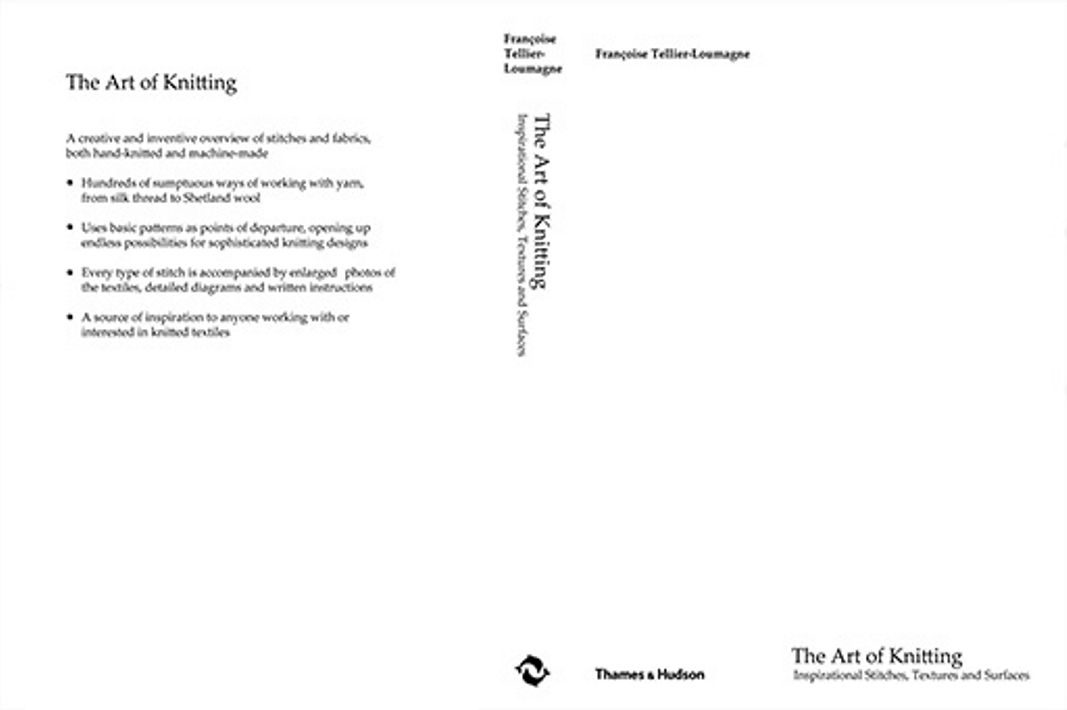 The Art of Knitting
A creative and inventive overview of stitches and fabrics,
both hand-knitted and machine-made
• Hundreds of sumptuous ways of working with yarn,
from silk thread to Shetland wool
• Uses basic patterns as points of departure, opening up
endless possibilities for sophisticated knitting designs
• Every type of stitch is accompanied by enlarged photos of
the textiles, detailed diagrams and written instructions
• A source of inspiration to anyone working with or
interested in knitted textiles
Françoise
Tellier-
Loumagne
The Art of Knitting
Inspirational Stitches, Textures and Surfaces
Françoise Tellier-Loumagne
Thames & Hudson
The Art of Knitting
Inspirational Stitches, Textures and Surfaces